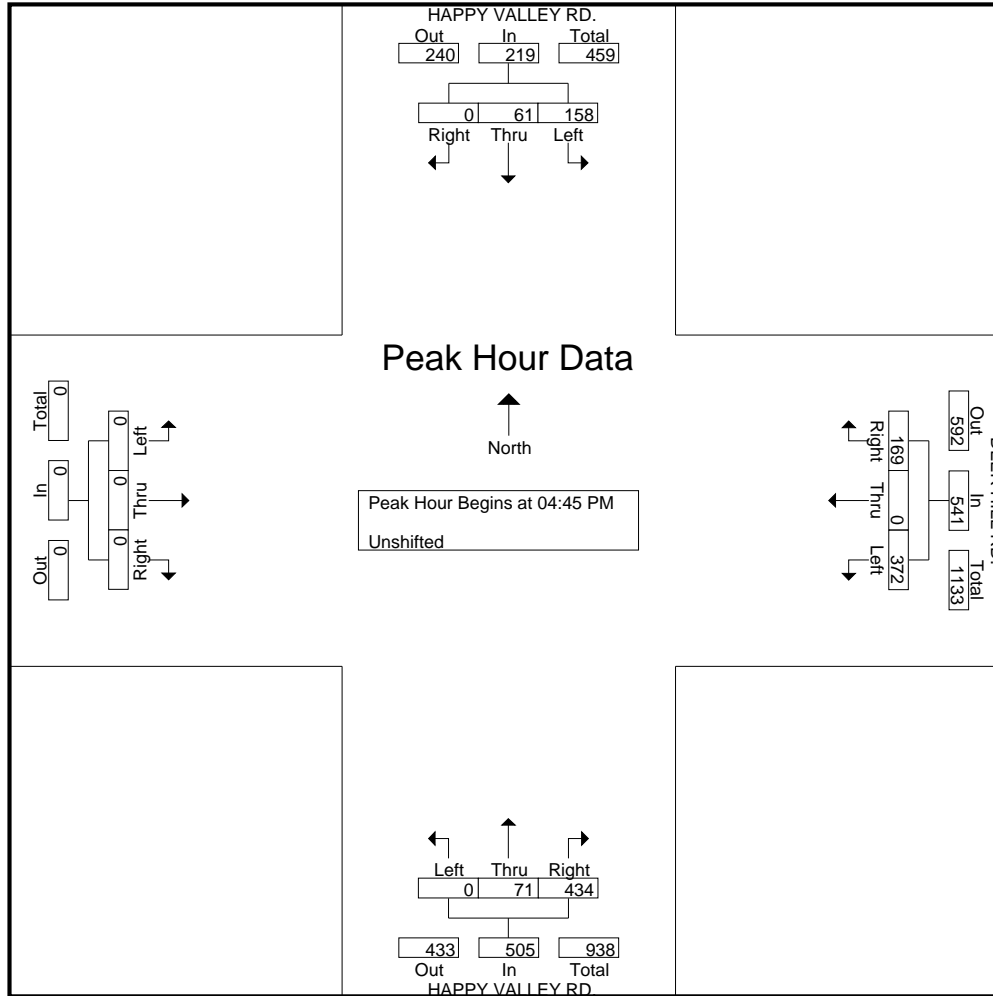 HAPPY VALLEY RD.
Out In Total
240 219 459
0 61 158
Right Thru Left
Peak Hour Data
North
Peak Hour Begins at 04:45 PM
Unshifted
Total In Out
0 0 0
0 0 0
Left Thru Right
Right Thru Left
169 0 372
592 541 1133
Out In Total
Left Thru Right
0 71 434
433 505 938
Out In Total
HAPPY VALLEY RD.